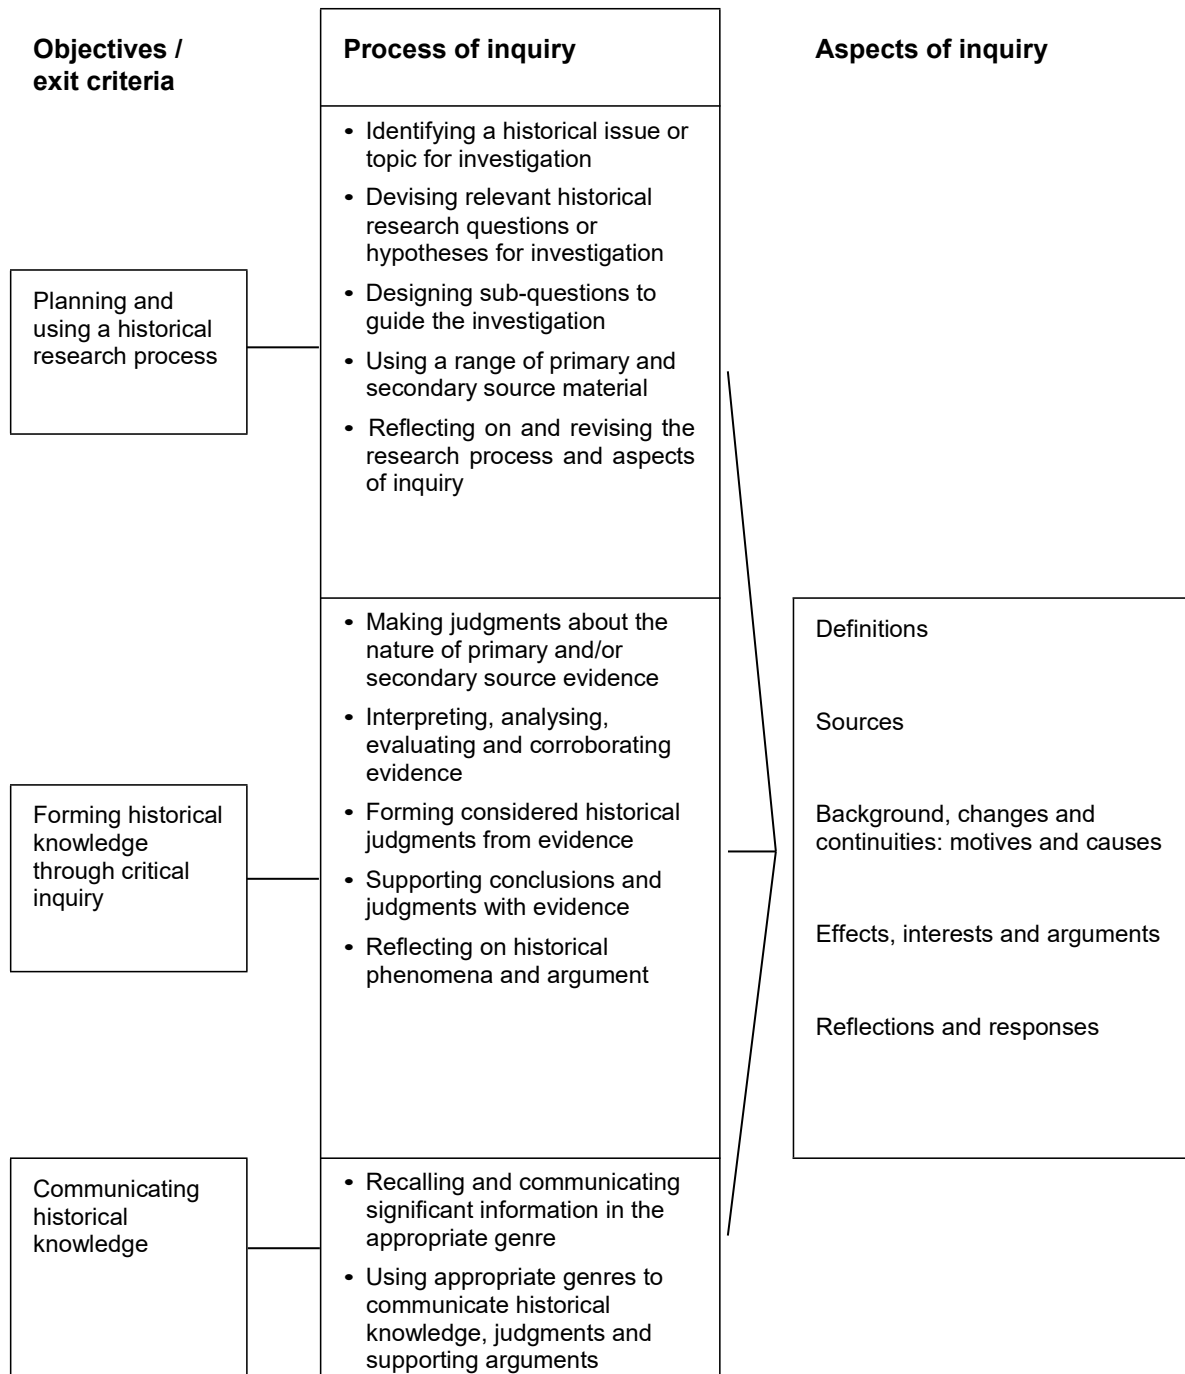 Objectives /
exit criteria
Process of inquiry
Aspects of inquiry
Planning and
using a historical
research process
• Identifying a historical issue or
topic for investigation
• Devising relevant historical
research questions or
hypotheses for investigation
• Designing sub-questions to
guide the investigation
• Using a range of primary and
secondary source material
• Reflecting on and revising the
research process and aspects
of inquiry
Forming historical
knowledge
through critical
inquiry
• Making judgments about the
nature of primary and/or
secondary source evidence
• Interpreting, analysing,
evaluating and corroborating
evidence
• Forming considered historical
judgments from evidence
• Supporting conclusions and
judgments with evidence
• Reflecting on historical
phenomena and argument
Communicating
historical
knowledge
• Recalling and communicating
significant information in the
appropriate genre
• Using appropriate genres to
communicate historical
knowledge, judgments and
supporting arguments
Definitions
Sources
Background, changes and
continuities: motives and causes
Effects, interests and arguments
Reflections and responses